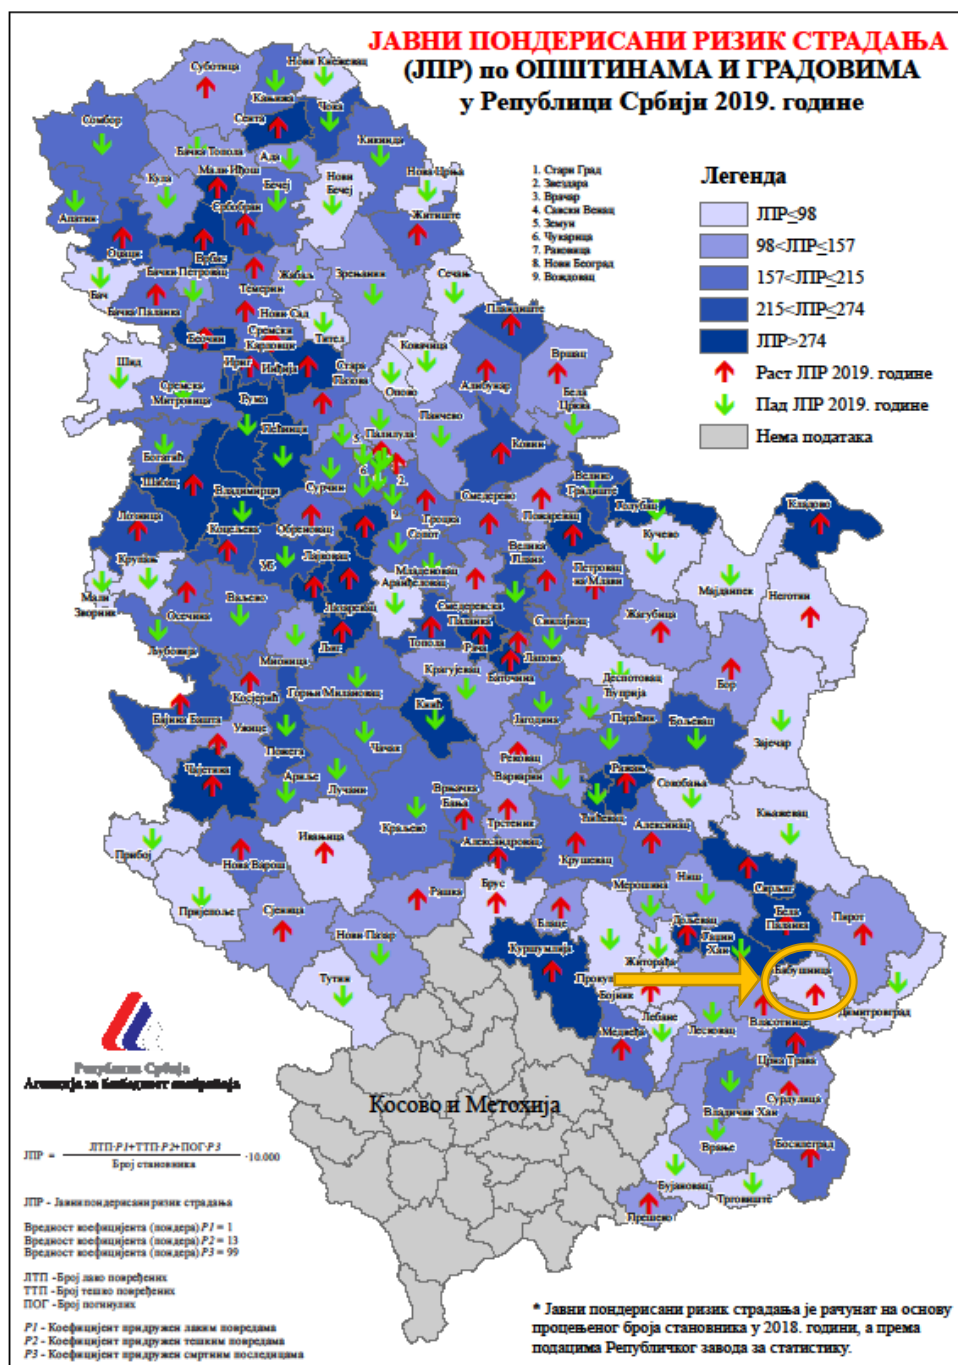 ЈАВНИ ПОНДЕРИСАНИ РИЗИК СТРАДАЊА
(ЈПР) по ОПШТИНАМА И ГРАДОВИМА
у Републици Србији 2019. године
1. Стари Град
2. Звездара
3. Врачар
4. Савски Венац
5. Земун
6. Чукарица
7. Раковица
8. Нови Београд
9. Вождовац
Легенда
ЈПР≤98
98<ЈПР≤157
157<ЈПР≤215
215<ЈПР≤274
ЈПР>274
Раст ЈПР 2019. године
Пад ЈПР 2019. године
Нема података
Суботица
Нови Кнежевац
Кањижа
Чока
Сента
Сомбор
Бачка Топола
Ада
Кикинда
Мали Иђош
Кула
Бечеј
Нови
Бечеј
Нова Црња
Апатин
Србобран
Житиште
Оџаци
Врбас
Бачки Петровац
Жабаљ
Зрењанин
Сечањ
Бач
Темерин
Бачка Паланка
Нови Сад
Пландиште
Беочин
Сремски
Карловци
Тител
Ковачица
Вршац
Шид
Ириг
Инђија
Стара
Пазова
Опово
Алибунар
Бела
Црква
Сремска
Митровица
Рума
Панчево
Пећинци
Палилула
5.
Ковин
Богатић
Сурчин
6.
2.
9.
Велико
Градиште
Голубац
Кладово
Шабац
Владимирци
Смедерево
Лозница
Коцељева
Обреновац
Гроцка
Пожаревац
Кучево
Крупањ
Уб
Лајковац
Сопот
Велика
Плана
Младеновац
Петровац
на Млави
Мајданпек
Неготин
Мали
Зворник
Осечина
Ваљево
Лазаревац
Аранђеловац
Смедеревска
Паланка
Свилајнац
Жагубица
Љубовија
Мионица
Љиг
Топола
Рача
Лапово
Крагујевац
Баточина
Деспотовац
Бор
Косјерић
Горњи Милановац
Ћуприја
Бајина Башта
Кнић
Јагодина
Параћин
Бољевац
Ужице
Пожега
Чачак
Зајечар
Чајетина
Рековац
Ариље
Лучани
Варварин
Ражањ
Сокобања
Врњачка
Бања
Краљево
Трстеник
Ћићевац
Књажевац
Прибој
Ивањица
Александровац
Алексинац
Нова Варош
Крушевац
Пријепоље
Рашка
Брус
Мерошина
Ниш
Сврљиг
Сјеница
Блаце
Бела
Паланка
Пирот
Нови Пазар
Куршумлија
Дољевац
Гаџин
Хан
Тутин
Житорађа
Бабушница
Бојник
Димитровград
Лебане
Власотинце
Медвеђа
Лесковац
Црна Трава
Сурдулица
Косово и Метохија
Владичин Хан
Врање
Босилеград
Бујановац
Трговиште
Прешево
Република Србија
Агенција за безбедност саобраћаја
ЈПР = ЛТП·P1+ТТП·P2+ПОГ·P3 / Број становника ·10.000
ЈПР - Јавни пондерисани ризик страдања
Вредност коефицијента (пондера) P1 = 1
Вредност коефицијента (пондера) P2 = 13
Вредност коефицијента (пондера) P3 = 99
ЛТП - Број лако повређених
ТТП - Број тешко повређених
ПОГ - Број погинулих
P1 - Коефицијент придружен лаким повредама
P2 - Коефицијент придружен тешким повредама
P3 - Коефицијент придружен смртним последицама
* Јавни пондерисани ризик страдања је рачунат на основу
процењеног броја становника у 2018. години, а према
подацима Републичког завода за статистику.